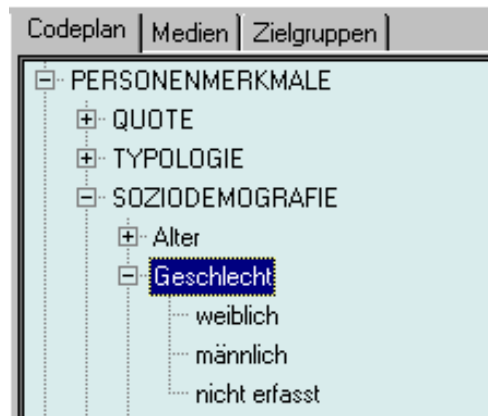 Codeplan Medien Zielgruppen
PERSONENMERKMALE
QUOTE
TYPOLOGIE
SOZIODEMOGRAFIE
Alter
Geschlecht
weiblich
männlich
nicht erfasst